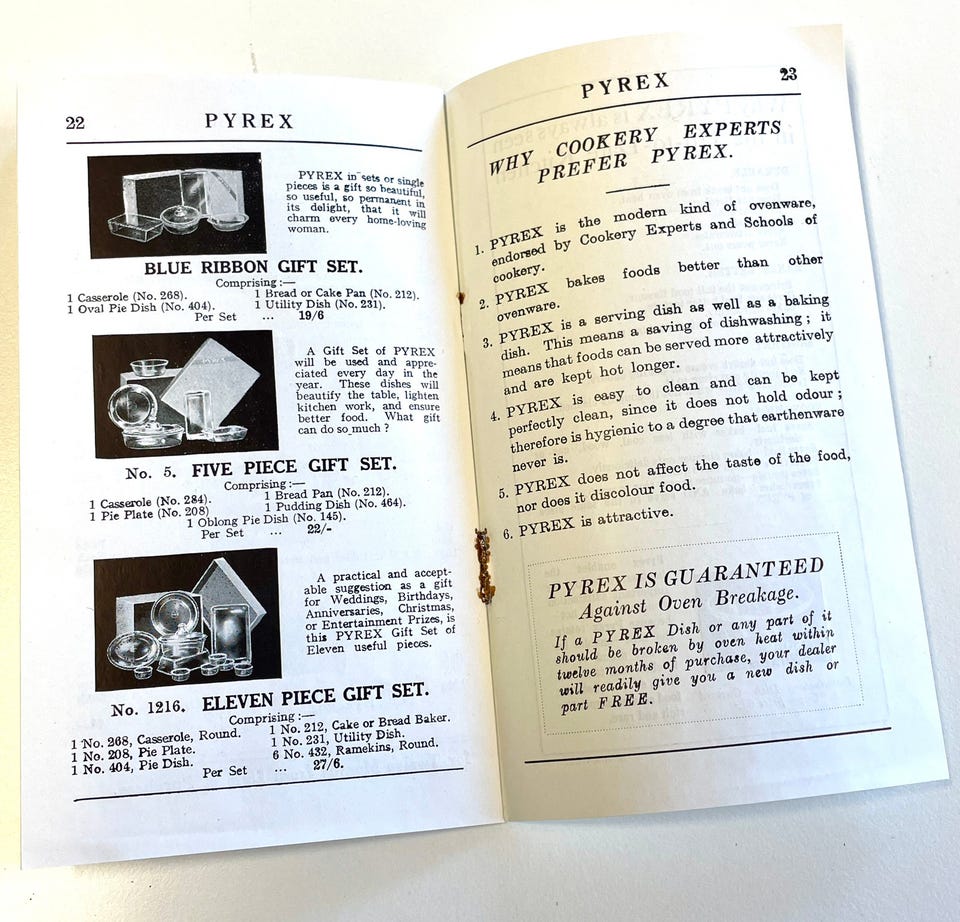 22
PYREX
PYREX in sets or single
pieces is a gift so beautiful,
so useful, so permanent in
its delight, that it will
charm every home-loving
woman.
BLUE RIBBON GIFT SET.
Comprising :—
1 Casserole (No. 268).
1 Bread or Cake Pan (No. 212).
1 Oval Pie Dish (No. 404).
1 Utility Dish (No. 231).
Per Set ... 19/6
A Gift Set of PYREX
will be used and appre-
ciated every day in the
year. These dishes will
beautify the table, lighten
kitchen work, and ensure
better food. What gift
can do so much ?
No. 5. FIVE PIECE GIFT SET.
Comprising :—
1 Casserole (No. 284).
1 Bread Pan (No. 212).
1 Pie Plate (No. 208)
1 Pudding Dish (No. 464).
1 Oblong Pie Dish (No. 145).
Per Set ... 22/-
A practical and accept-
able suggestion as a gift
for Weddings, Birthdays,
Anniversaries, Christmas,
or Entertainment Prizes, is
this PYREX Gift Set of
Eleven useful pieces.
No. 1216. ELEVEN PIECE GIFT SET.
Comprising :—
1 No. 268, Casserole, Round.
1 No. 212, Cake or Bread Baker.
1 No. 208, Pie Plate.
1 No. 231, Utility Dish.
1 No. 404, Pie Dish.
6 No. 432, Ramekins, Round.
Per Set ... 27/6.
PYREX
23
WHY COOKERY EXPERTS
PREFER PYREX.
1. PYREX is the modern kind of ovenware,
endorsed by Cookery Experts and Schools of
cookery.
2. PYREX bakes foods better than other
ovenware.
3. PYREX is a serving dish as well as a baking
dish. This means a saving of dishwashing ; it
means that foods can be served more attractively
and are kept hot longer.
4. PYREX is easy to clean and can be kept
perfectly clean, since it does not hold odour ;
therefore is hygienic to a degree that earthenware
never is.
5. PYREX does not affect the taste of the food,
nor does it discolour food.
6. PYREX is attractive.
PYREX IS GUARANTEED
Against Oven Breakage.
If a PYREX Dish or any part of it
should be broken by oven heat within
twelve months of purchase, your dealer
will readily give you a new dish or
part FREE.